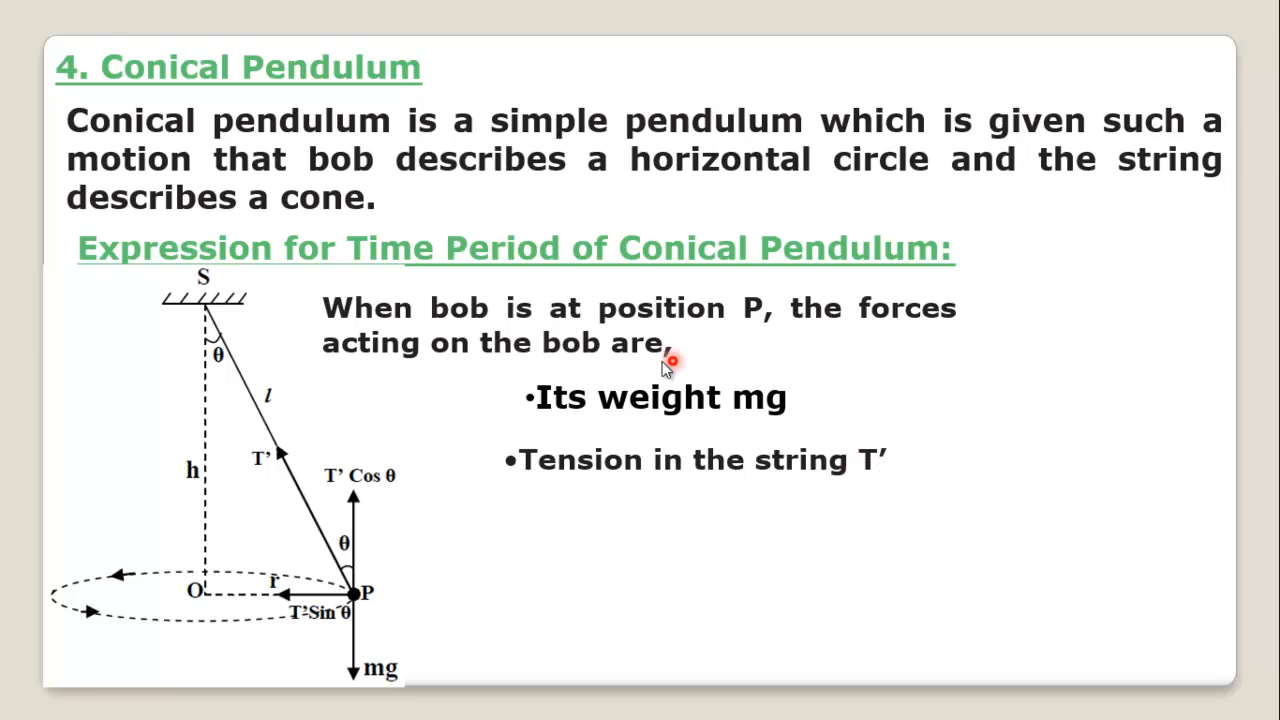 4. Conical Pendulum
Conical pendulum is a simple pendulum which is given such a
motion that bob describes a horizontal circle and the string
describes a cone.
Expression for Time Period of Conical Pendulum:
S
When bob is at position P, the forces
acting on the bob are,
θ
l
•Its weight mg
T’
•Tension in the string T’
h
T’ Cos θ
θ
O
r
P
T’Sin θ
mg